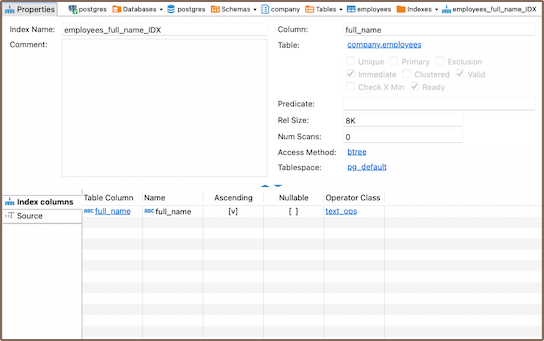 Properties postgres Databases postgres Schemas company Tables employees Indexes employees_full_name_IDX
Index Name: employees_full_name_IDX
Comment:
Column: full_name
Table: company.employees
Unique Primary Exclusion
Immediate Clustered Valid
Check X Min Ready
Predicate:
Rel Size: 8K
Num Scans: 0
Access Method: btree
Tablespace: pg_default
Index columns
Source
Table Column Name Ascending Nullable Operator Class
ABC full_name ABC full_name [v] [ ] text_ops